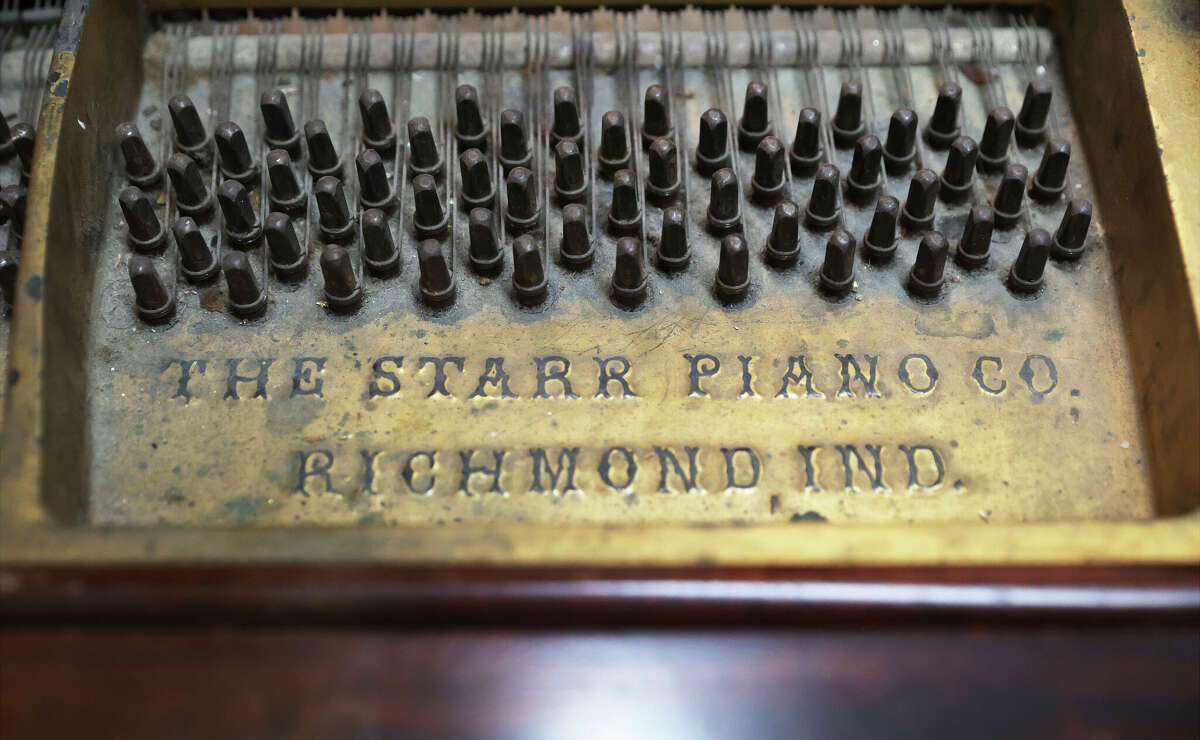 THE STARR PIANO CO.
RICHMOND IND.